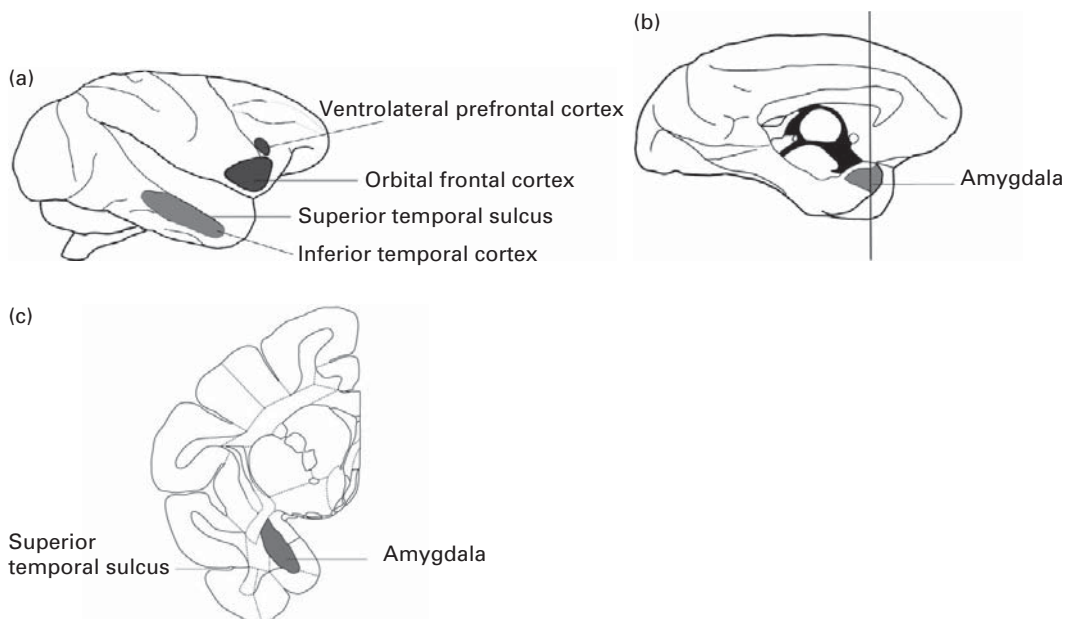 (a)
Ventrolateral prefrontal cortex
Orbital frontal cortex
Superior temporal sulcus
Inferior temporal cortex
(b)
Amygdala
(c)
Superior
temporal sulcus
Amygdala